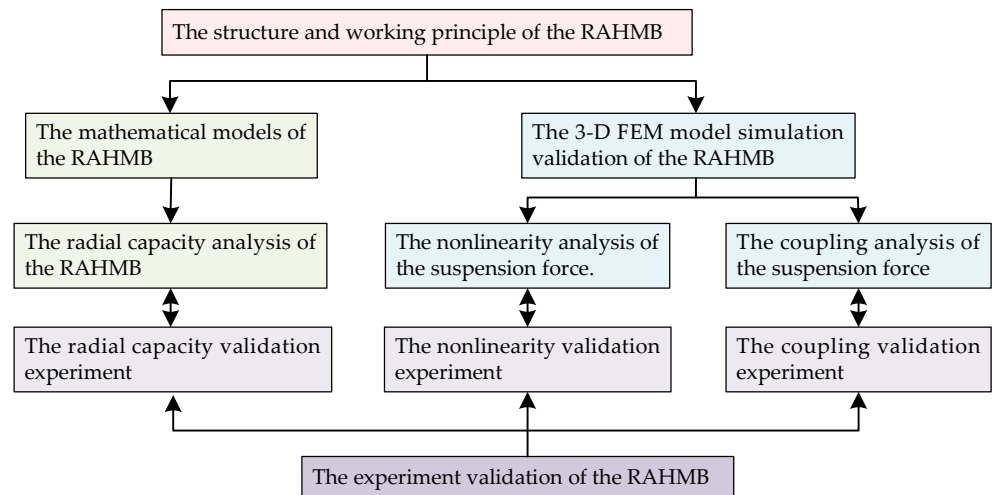 The structure and working principle of the RAHMB
The mathematical models of
the RAHMB
The 3-D FEM model simulation
validation of the RAHMB
The radial capacity analysis of
the RAHMB
The nonlinearity analysis of
the suspension force.
The coupling analysis of
the suspension force
The radial capacity validation
experiment
The nonlinearity validation
experiment
The coupling validation
experiment
The experiment validation of the RAHMB